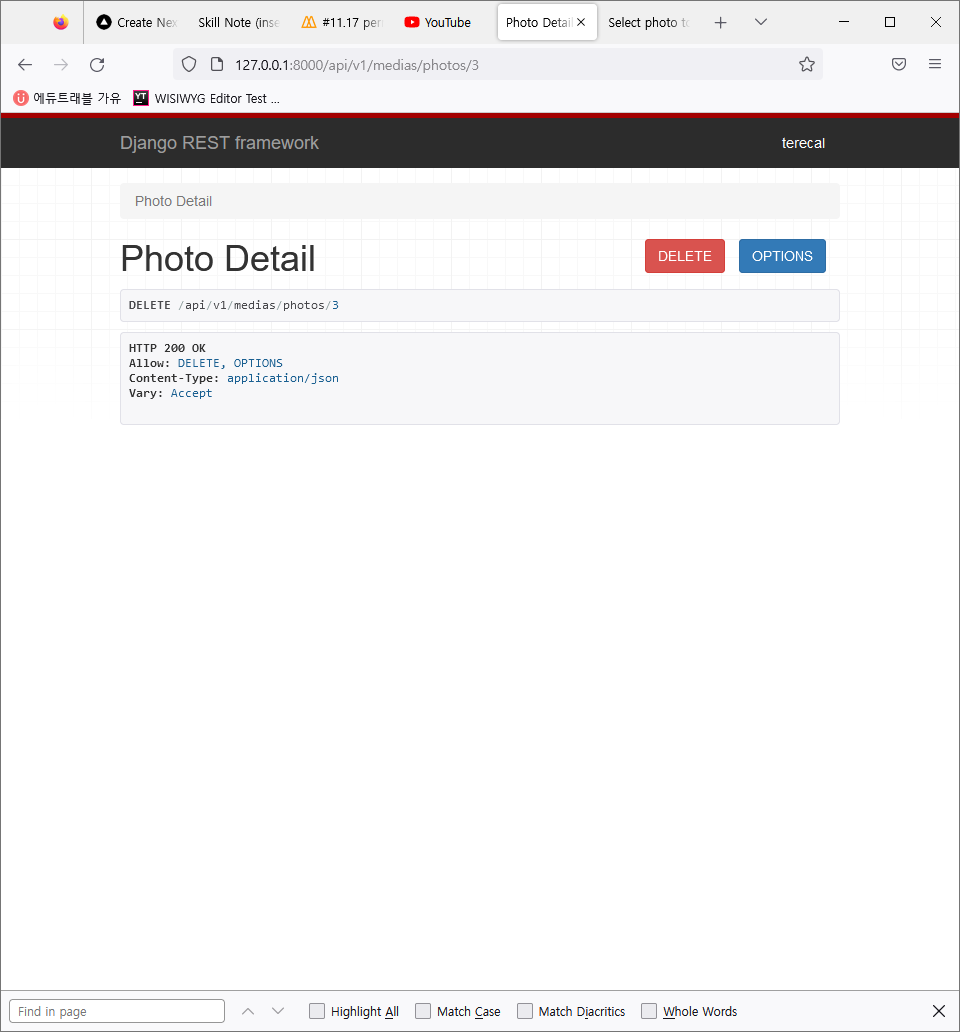 Create Nex
Skill Note (inse
#11.17 per
YouTube
Photo Detail
Select photo to
127.0.0.1:8000/api/v1/medias/photos/3
에듀트래블 가유
YT
WISIWYG Editor Test ...
Django REST framework
terecal
Photo Detail
Photo Detail
DELETE
OPTIONS
DELETE /api/v1/medias/photos/3
HTTP 200 OK
Allow: DELETE, OPTIONS
Content-Type: application/json
Vary: Accept
Find in page
Highlight All
Match Case
Match Diacritics
Whole Words